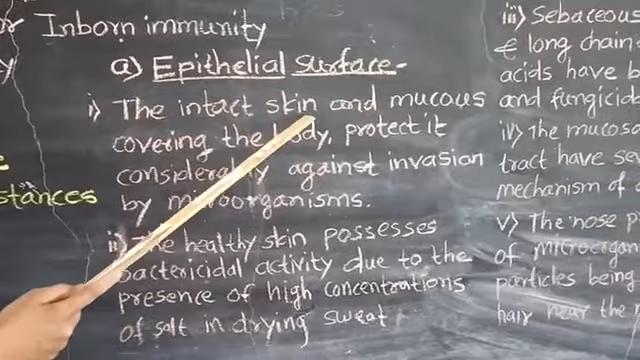 Inborn immunity
a) Epithelial surface-
i) The intact skin and mucous
covering the body, protect it
considerably against invasion
by microorganisms.
ii) The healthy skin possesses
bactericidal activity due to the
presence of high concentrations
of salt in drying sweat
stances
iii) Sebaceous
& long chain
acids have b
and fungicid
iv) The mucosa
tract have se
mechanism of
v) The nose p
of microorgan
particles being
hair near the